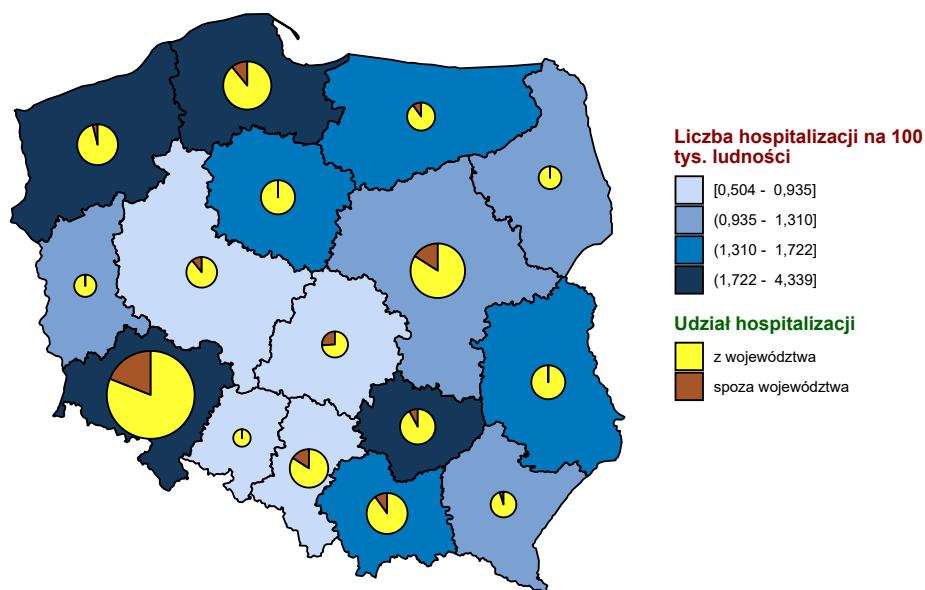 Liczba hospitalizacji na 100
tys. ludności
[0,504 - 0,935]
(0,935 - 1,310]
(1,310 - 1,722]
(1,722 - 4,339]
Udział hospitalizacji
z województwa
spoza województwa